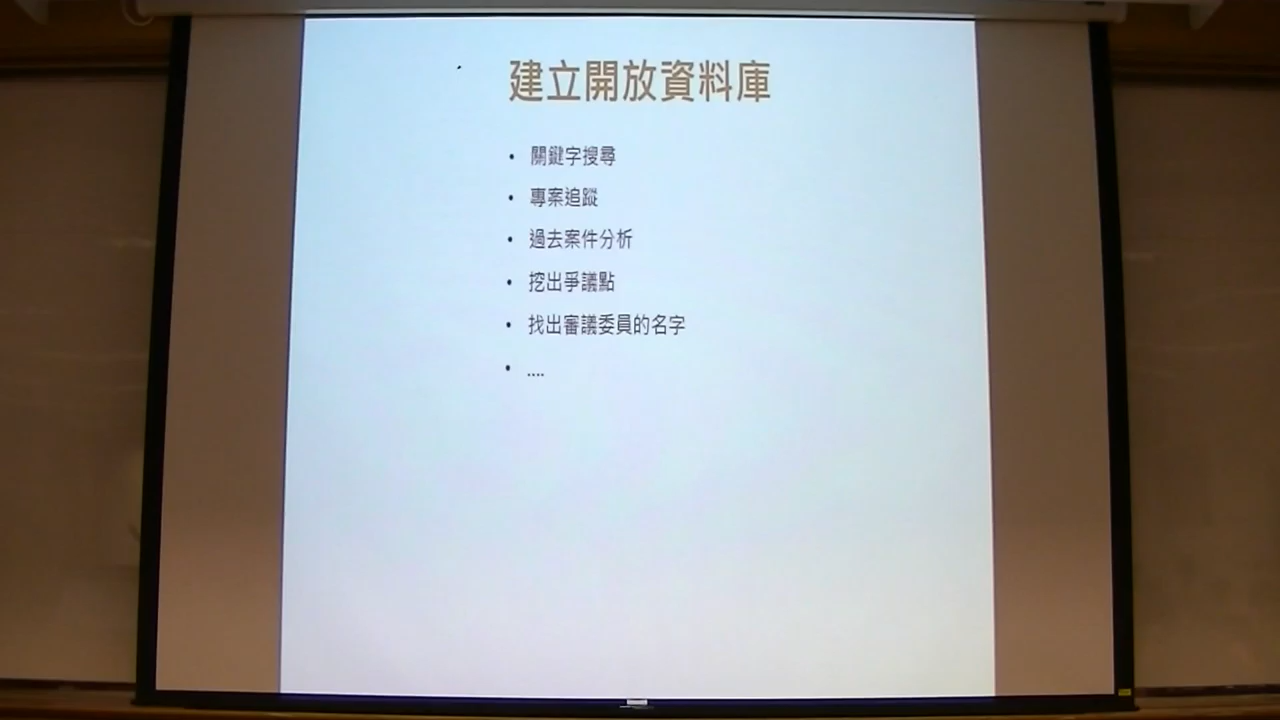 建立開放資料庫
• 關鍵字搜尋
• 專案追蹤
• 過去案件分析
• 挖出爭議點
• 找出審議委員的名字
• ....